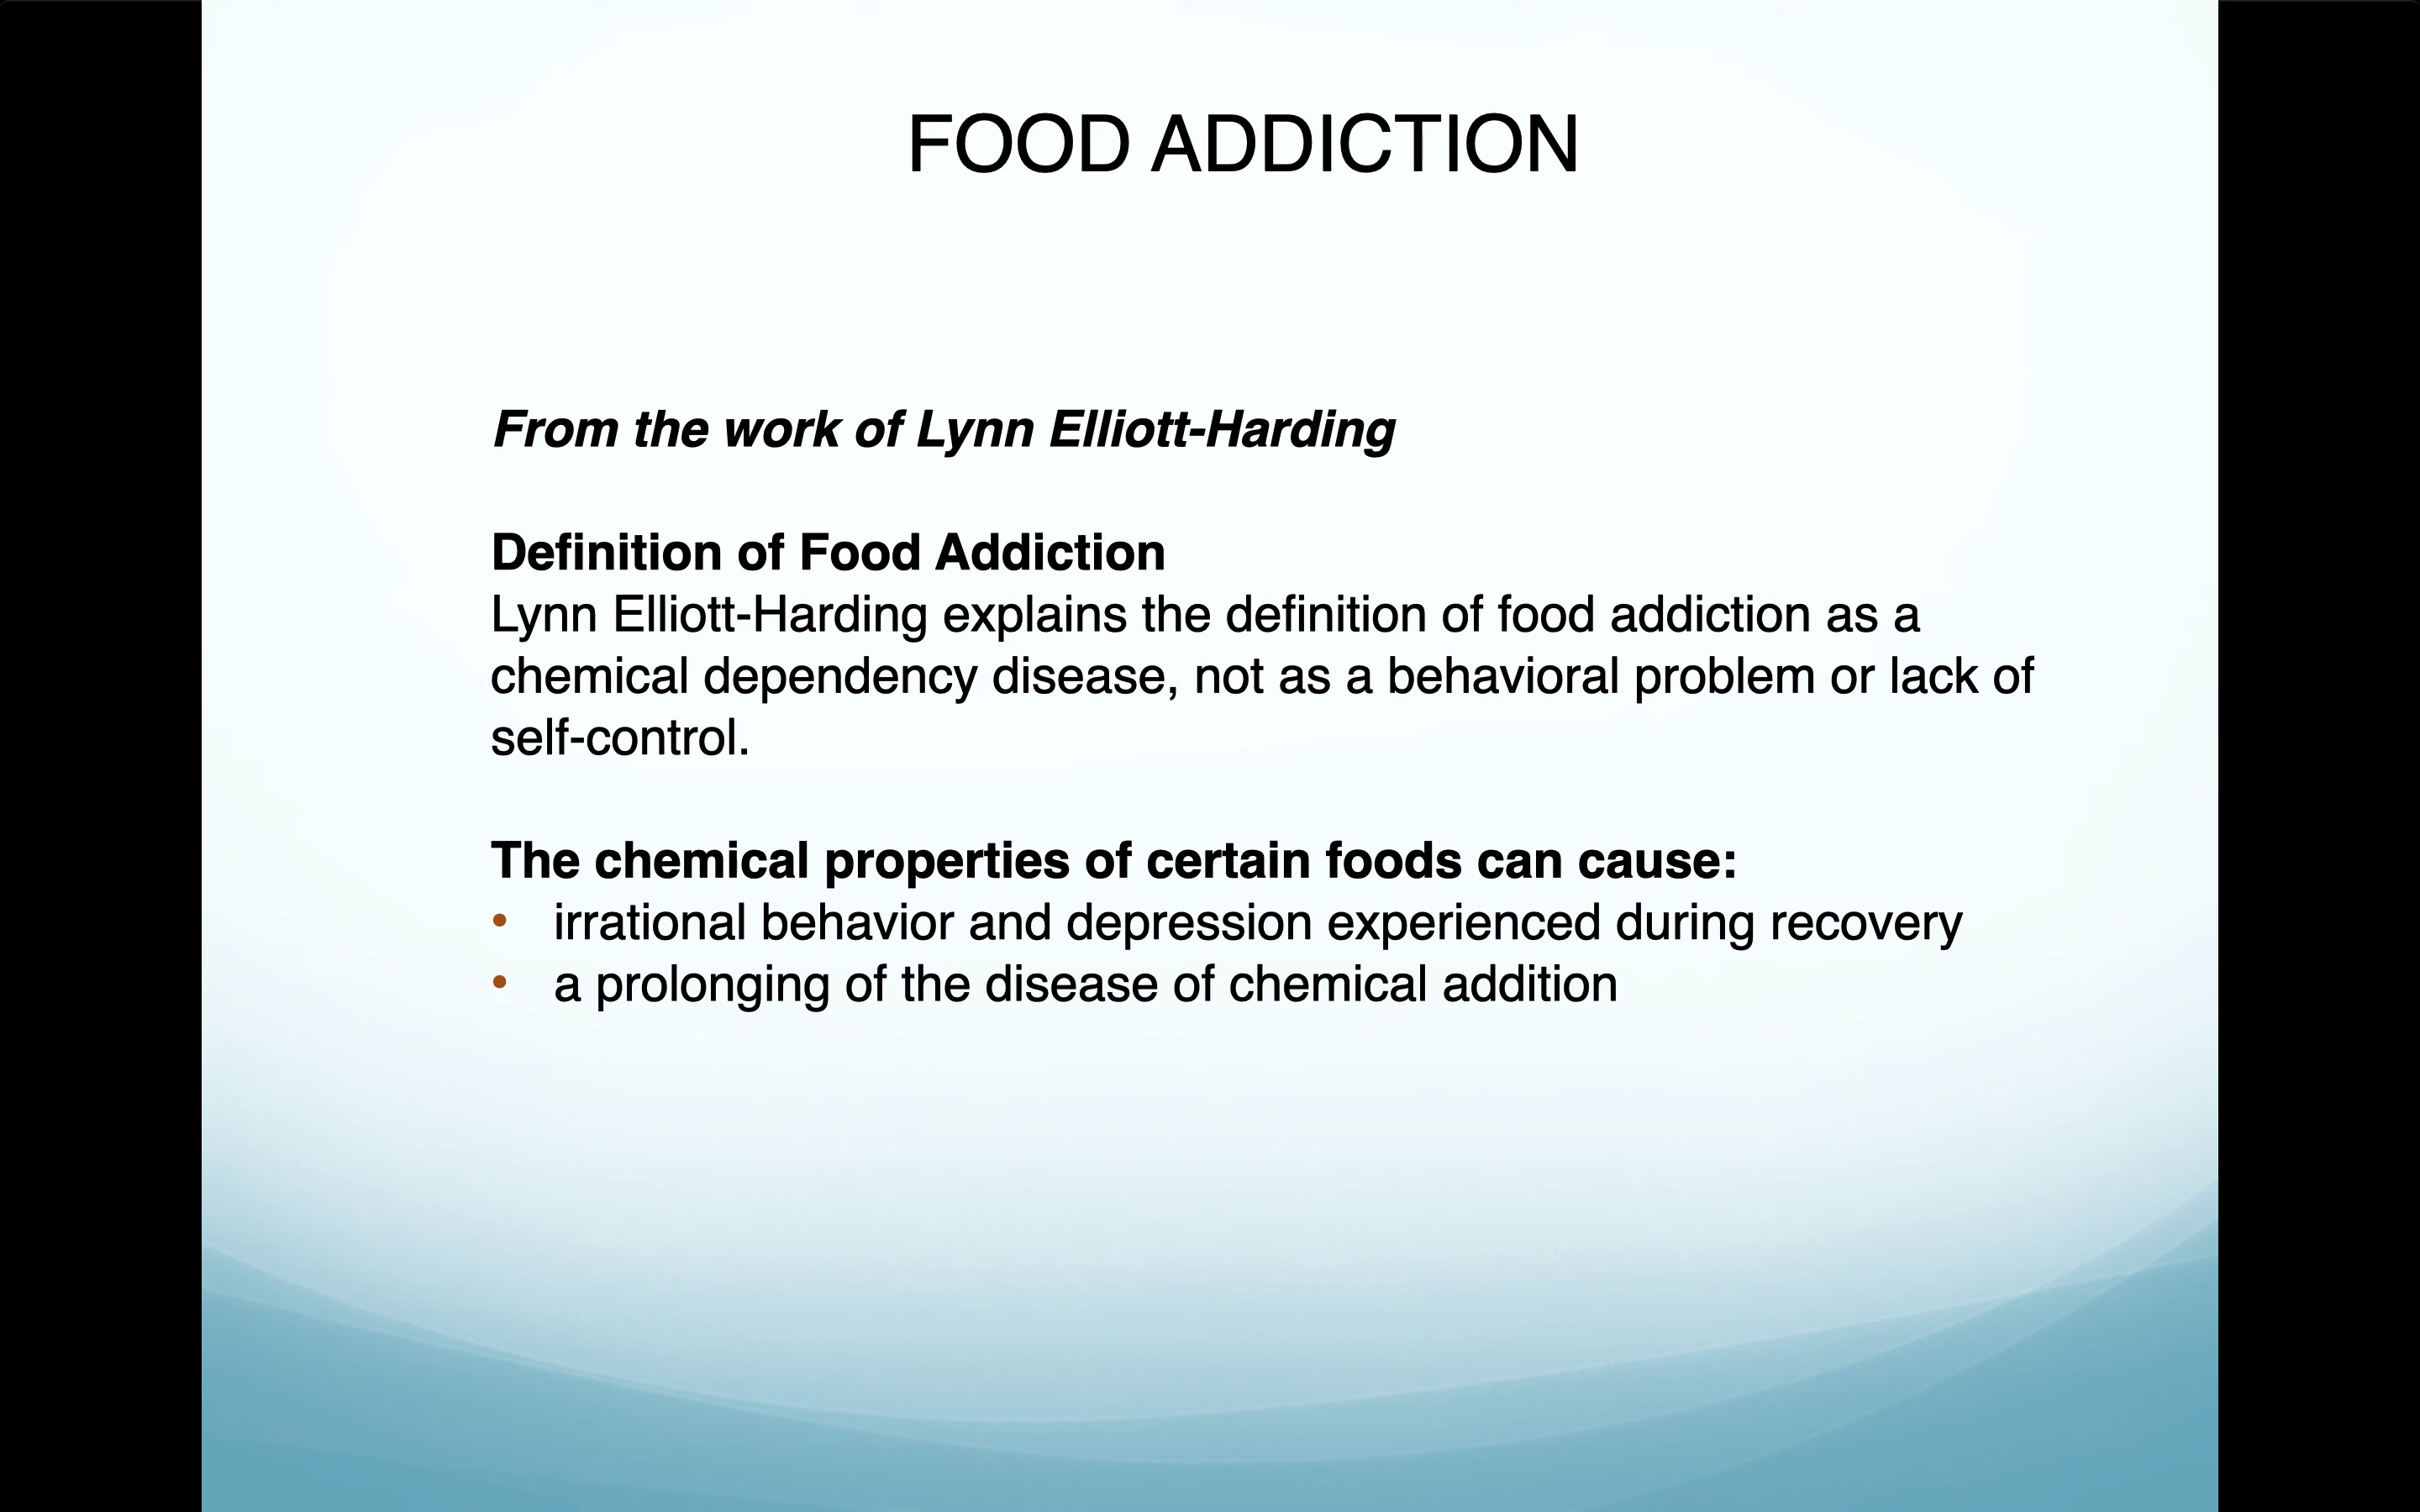 FOOD ADDICTION
From the work of Lynn Elliott-Harding
Definition of Food Addiction
Lynn Elliott-Harding explains the definition of food addiction as a
chemical dependency disease, not as a behavioral problem or lack of
self-control.
The chemical properties of certain foods can cause:
• irrational behavior and depression experienced during recovery
• a prolonging of the disease of chemical addition